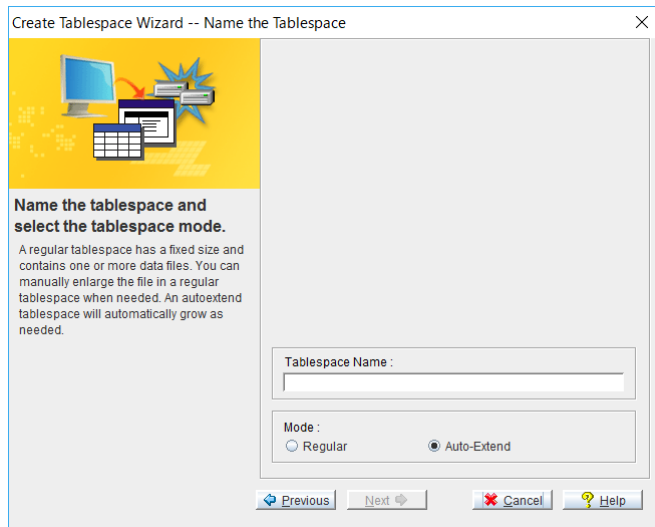 Create Tablespace Wizard -- Name the Tablespace
Name the tablespace and
select the tablespace mode.
A regular tablespace has a fixed size and
contains one or more data files. You can
manually enlarge the file in a regular
tablespace when needed. An autoextend
tablespace will automatically grow as
needed.
Tablespace Name :
Mode :
Regular Auto-Extend
Previous Next Cancel Help